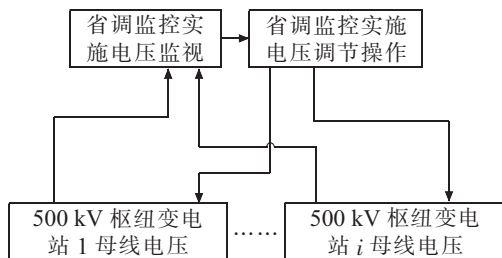 省调监控实
施电压监视
省调监控实施
电压调节操作
500 kV 枢纽变电
站 1 母线电压
……
500 kV 枢纽变电
站 i 母线电压